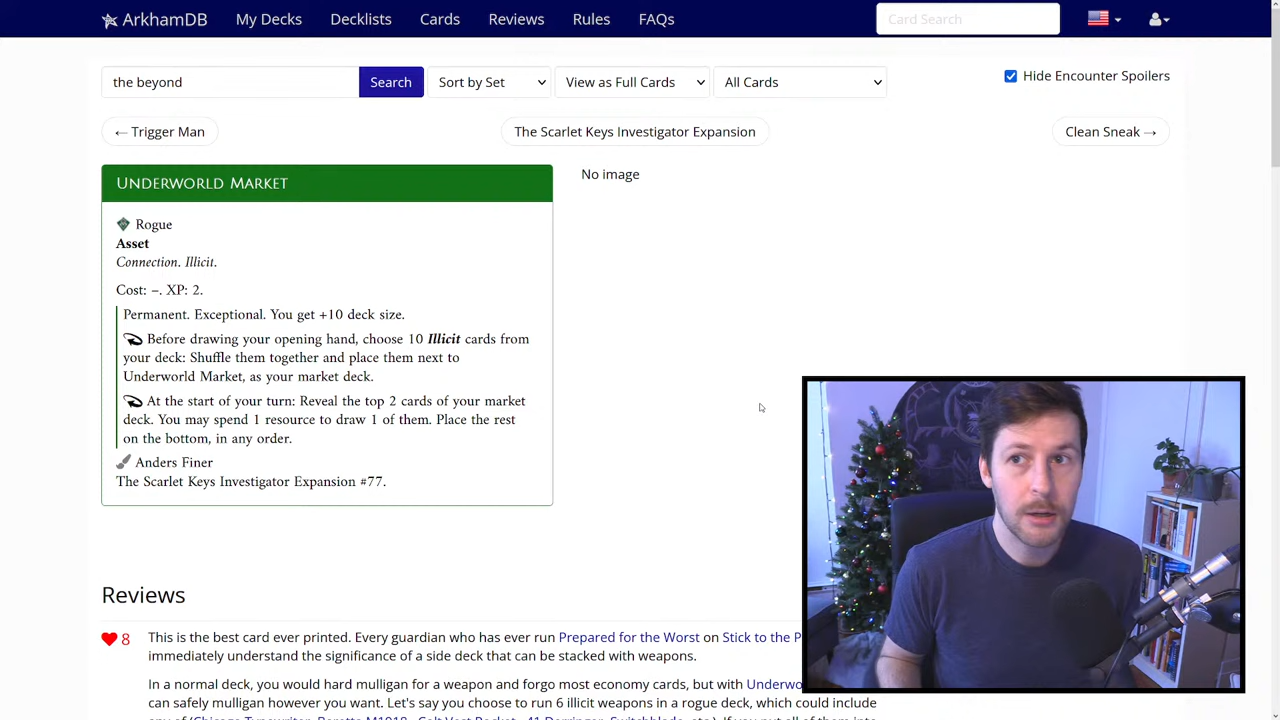 ArkhamDB My Decks Decklists Cards Reviews Rules FAQs Card Search
the beyond Search Sort by Set View as Full Cards All Cards Hide Encounter Spoilers
← Trigger Man The Scarlet Keys Investigator Expansion Clean Sneak →
Underworld Market
No image
Rogue
Asset
Connection. Illicit.
Cost: –. XP: 2.
Permanent. Exceptional. You get +10 deck size.
Before drawing your opening hand, choose 10 Illicit cards from
your deck: Shuffle them together and place them next to
Underworld Market, as your market deck.
At the start of your turn: Reveal the top 2 cards of your market
deck. You may spend 1 resource to draw 1 of them. Place the rest
on the bottom, in any order.
Anders Finer
The Scarlet Keys Investigator Expansion #77.
Reviews
8 This is the best card ever printed. Every guardian who has ever run Prepared for the Worst on Stick to the P
immediately understand the significance of a side deck that can be stacked with weapons.
In a normal deck, you would hard mulligan for a weapon and forgo most economy cards, but with Underwo
can safely mulligan however you want. Let's say you choose to run 6 illicit weapons in a rogue deck, which could include